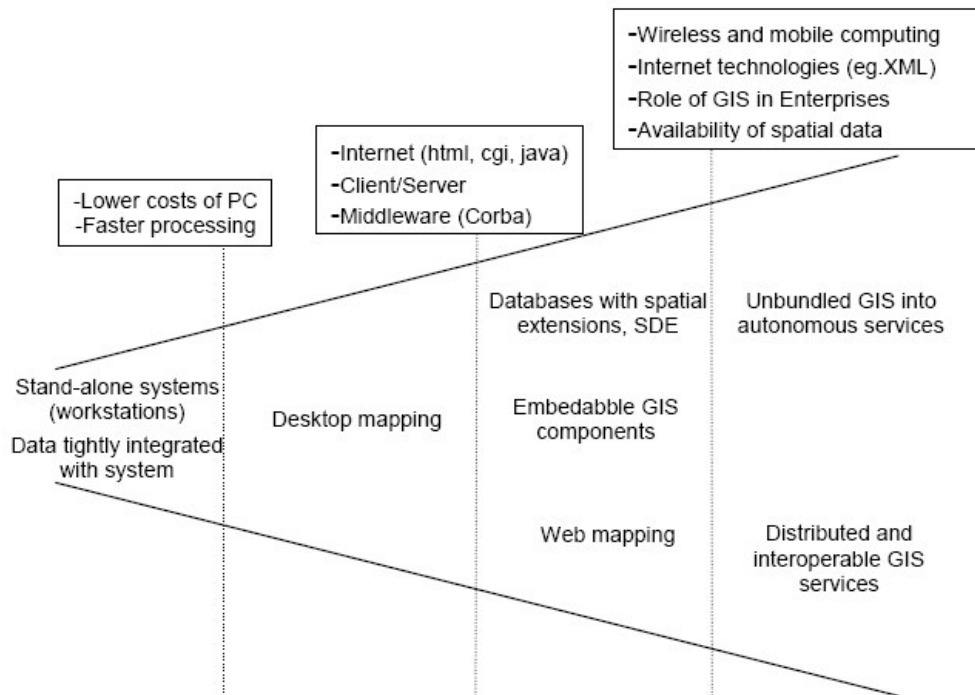 -Wireless and mobile computing
-Internet technologies (eg.XML)
-Role of GIS in Enterprises
-Availability of spatial data
-Internet (html, cgi, java)
-Client/Server
-Middleware (Corba)
-Lower costs of PC
-Faster processing
Stand-alone systems
(workstations)
Data tightly integrated
with system
Desktop mapping
Databases with spatial
extensions, SDE
Embedabble GIS
components
Web mapping
Unbundled GIS into
autonomous services
Distributed and
interoperable GIS
services